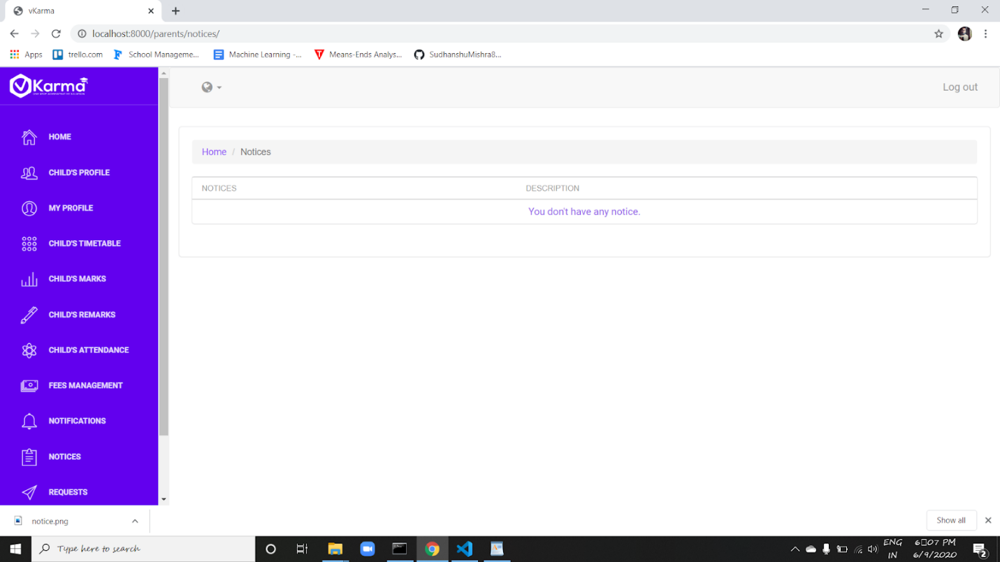 vKarma
localhost:8000/parents/notices/
Apps
trello.com
School Manageme...
Machine Learning -...
Means-Ends Analys...
SudhanshuMishra8...
Karma
Log out
HOME
CHILD'S PROFILE
MY PROFILE
CHILD'S TIMETABLE
CHILD'S MARKS
CHILD'S REMARKS
CHILD'S ATTENDANCE
FEES MANAGEMENT
NOTIFICATIONS
NOTICES
REQUESTS
Home / Notices
NOTICES
DESCRIPTION
You don't have any notice.
notice.png
Show all
Type here to search
ENG
IN
6□07 PM
6/9/2020
2